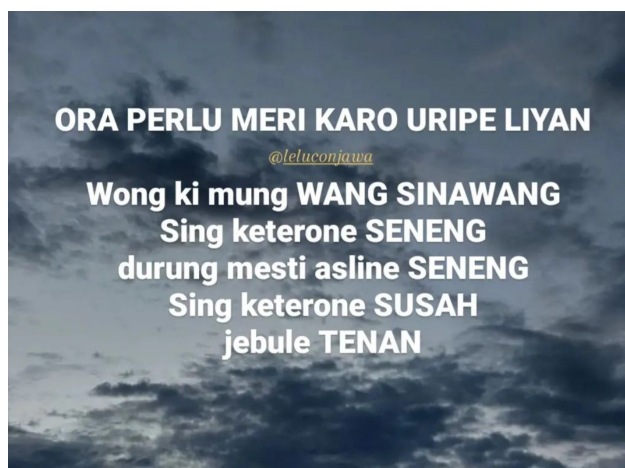 ORA PERLU MERI KARO URIPE LIYAN
@leluconjawa
Wong ki mung WANG SINAWANG
Sing keterone SENENG
durung mesti asline SENENG
Sing keterone SUSAH
jebule TENAN